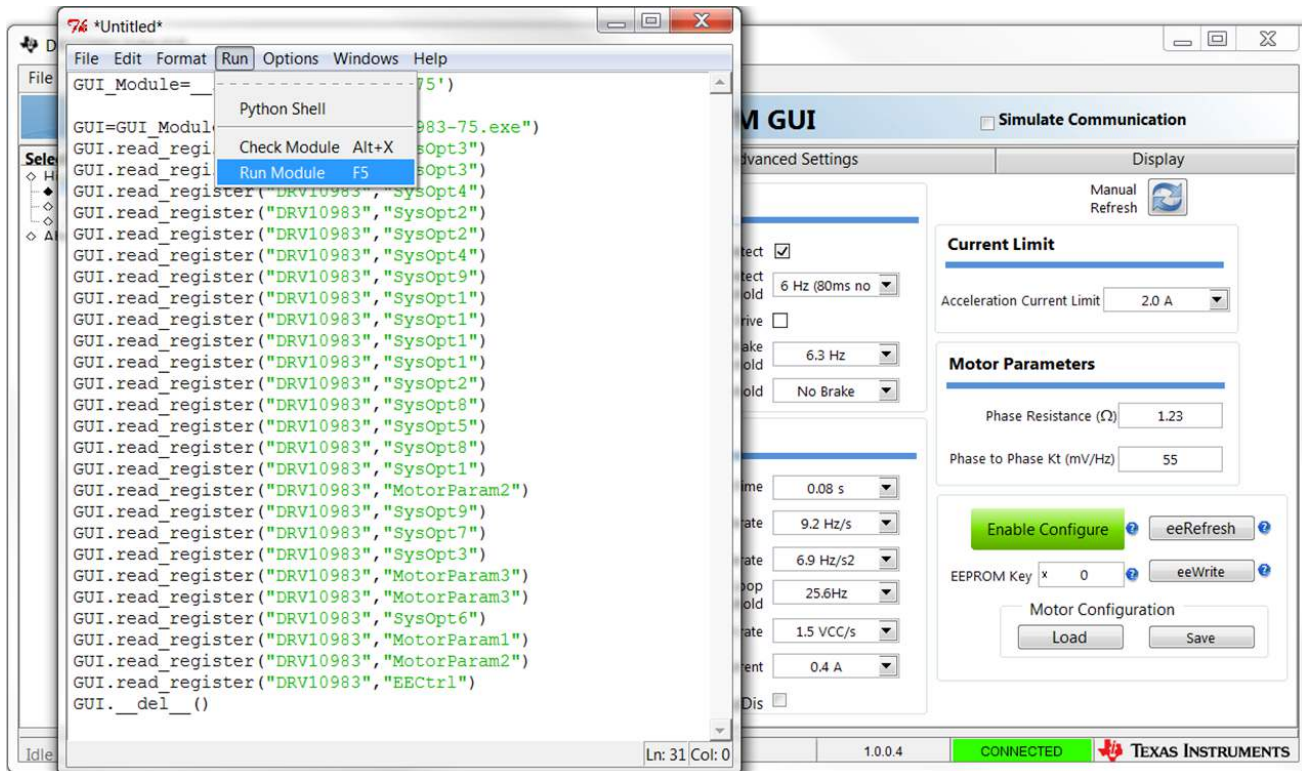 *Untitled*
File Edit Format Run Options Windows Help
GUI_Module=__ 75')
Python Shell
GUI=GUI_Modul 983-75.exe")
Check Module Alt+X
GUI.read_regi sOpt3")
Run Module F5
GUI.read_regi sOpt3")
GUI.read_register("DRV10983","SysOpt4")
GUI.read_register("DRV10983","SysOpt2")
GUI.read_register("DRV10983","SysOpt2")
GUI.read_register("DRV10983","SysOpt4")
GUI.read_register("DRV10983","SysOpt9")
GUI.read_register("DRV10983","SysOpt1")
GUI.read_register("DRV10983","SysOpt1")
GUI.read_register("DRV10983","SysOpt1")
GUI.read_register("DRV10983","SysOpt1")
GUI.read_register("DRV10983","SysOpt2")
GUI.read_register("DRV10983","SysOpt8")
GUI.read_register("DRV10983","SysOpt5")
GUI.read_register("DRV10983","SysOpt8")
GUI.read_register("DRV10983","SysOpt1")
GUI.read_register("DRV10983","MotorParam2")
GUI.read_register("DRV10983","SysOpt9")
GUI.read_register("DRV10983","SysOpt7")
GUI.read_register("DRV10983","SysOpt3")
GUI.read_register("DRV10983","MotorParam3")
GUI.read_register("DRV10983","MotorParam3")
GUI.read_register("DRV10983","SysOpt6")
GUI.read_register("DRV10983","MotorParam1")
GUI.read_register("DRV10983","MotorParam2")
GUI.read_register("DRV10983","EECtrl")
GUI.__del__()
Ln: 31 Col: 0
D
File
Sele
H
Al
Idle
M GUI
Simulate Communication
dvanced Settings
Display
Manual
Refresh
tect
tect
old
6 Hz (80ms no
rive
ake
old
6.3 Hz
old
No Brake
ime
0.08 s
rate
9.2 Hz/s
rate
6.9 Hz/s2
oop
old
25.6Hz
rate
1.5 VCC/s
rent
0.4 A
Dis
Current Limit
Acceleration Current Limit
2.0 A
Motor Parameters
Phase Resistance (Ω)
1.23
Phase to Phase Kt (mV/Hz)
55
Enable Configure
eeRefresh
EEPROM Key
x 0
eeWrite
Motor Configuration
Load
Save
1.0.0.4
CONNECTED
TEXAS INSTRUMENTS